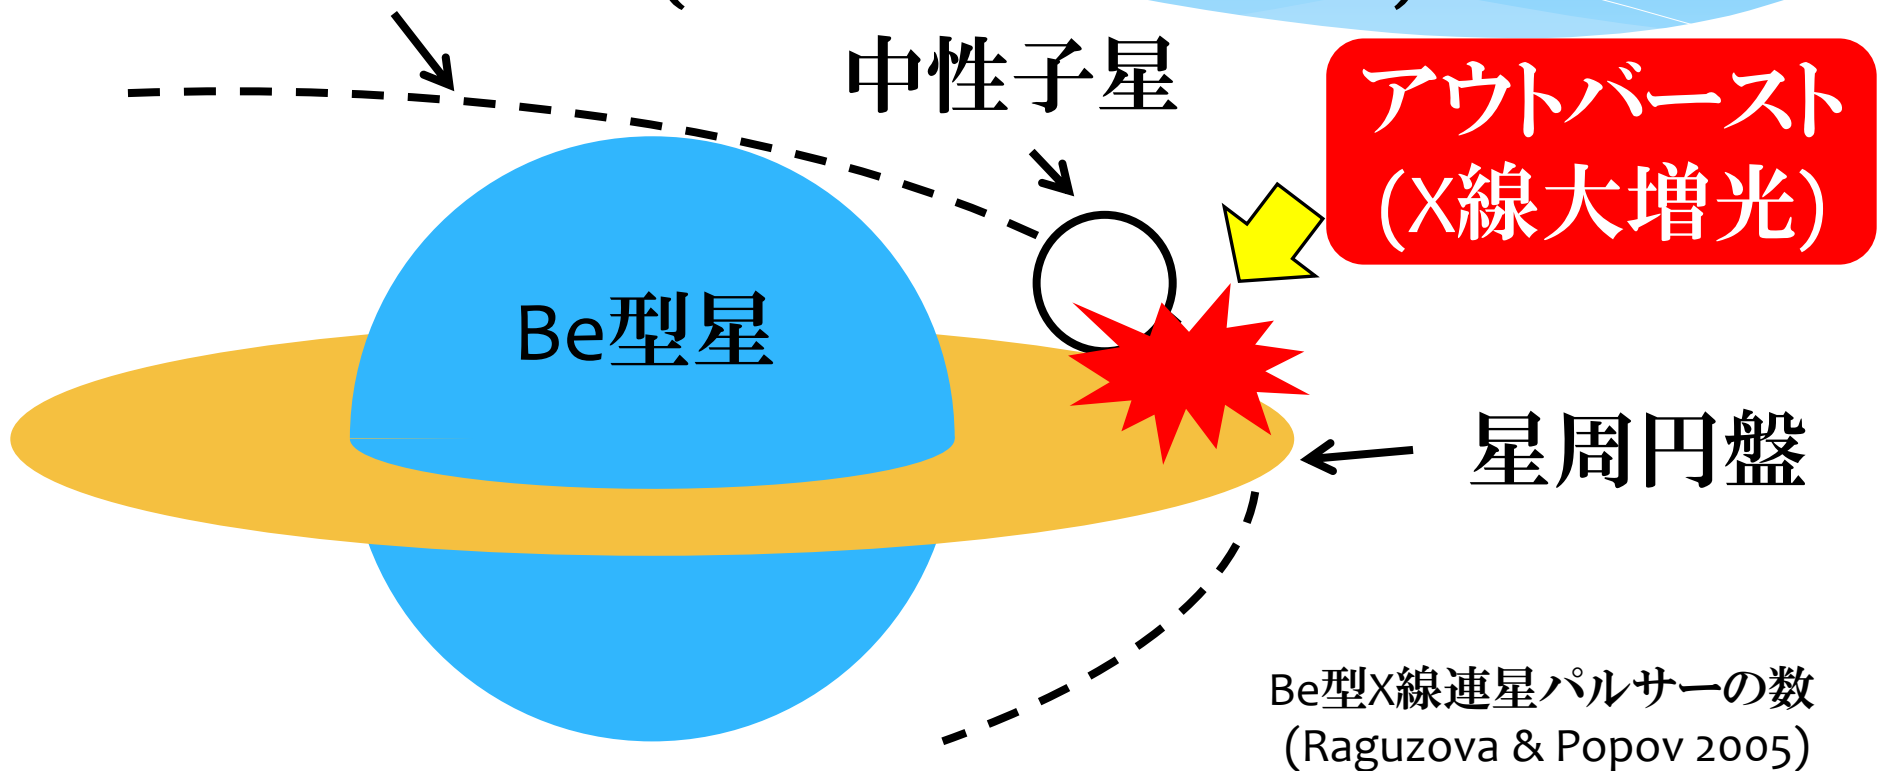 中性子星
アウトバースト
(X線大増光)
Be型星
星周円盤
Be型X線連星パルサーの数
(Raguzova & Popov 2005)